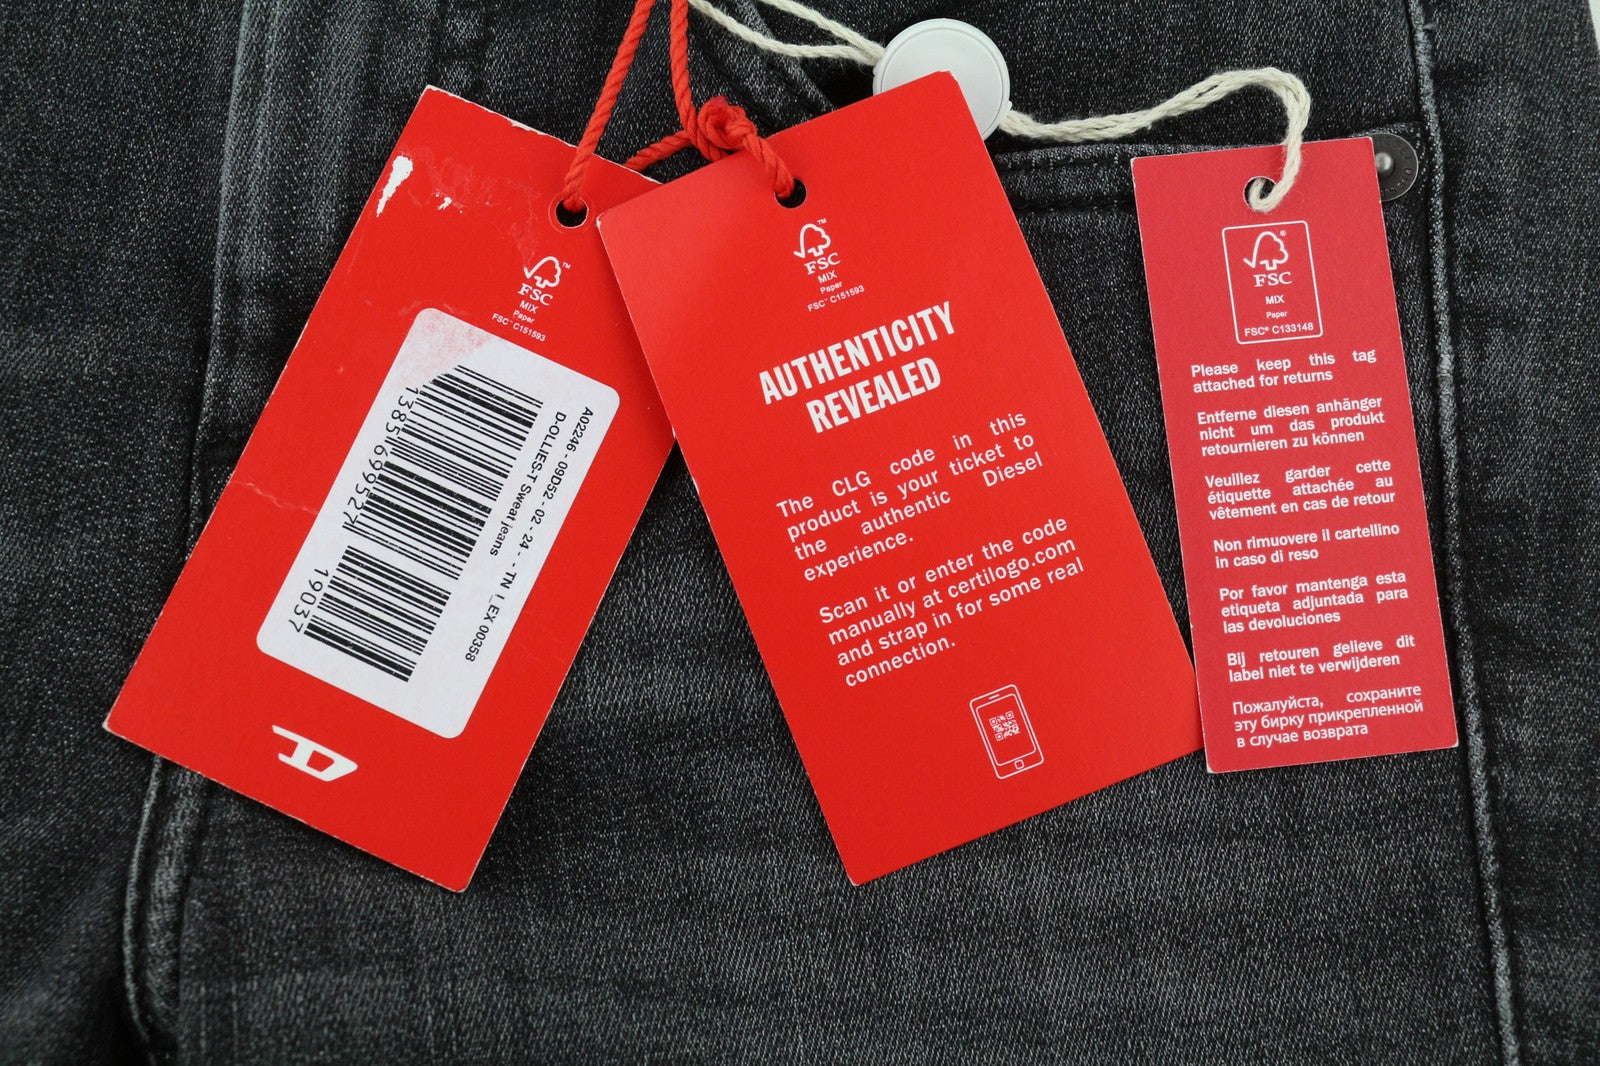 FSC™
MIX
Paper
FSC™ C151593
A02246 - 09D52 - 02 - 24 - - TN I_EX 00358
D-OLLIES-T Sweat jeans
19037
FSC™
MIX
Paper
FSC™ C151593
AUTHENTICITY
REVEALED
The CLG code in this
product is your ticket to
the authentic Diesel
experience.
Scan it or enter the code
manually at certilogo.com
and strap in for some real
connection.
FSC®
MIX
Paper
FSC® C133148
Please keep this tag
attached for returns
Entferne diesen anhänger
nicht um das produkt
retournieren zu können
Veuillez garder cette
étiquette attachée au
vêtement en cas de retour
Non rimuovere il cartellino
in caso di reso
Por favor mantenga esta
etiqueta adjuntada para
las devoluciones
Bij retouren gelieve dit
label niet te verwijderen
Пожалуйста, сохраните
эту бирку прикрепленной
в случае возврата